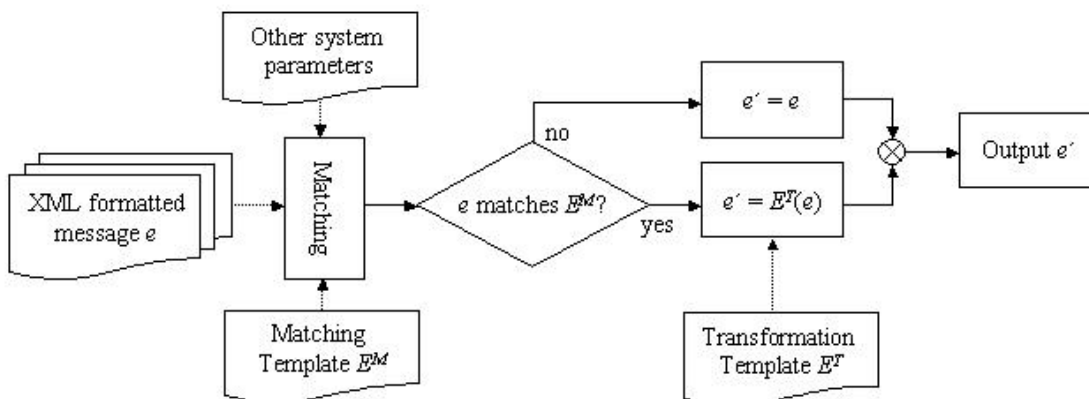 Other system
parameters
XML formatted
message e
Matching
Matching
Template E^M
e matches E^M?
no
yes
e´ = e
e´ = E^T(e)
Transformation
Template E^T
Output e´